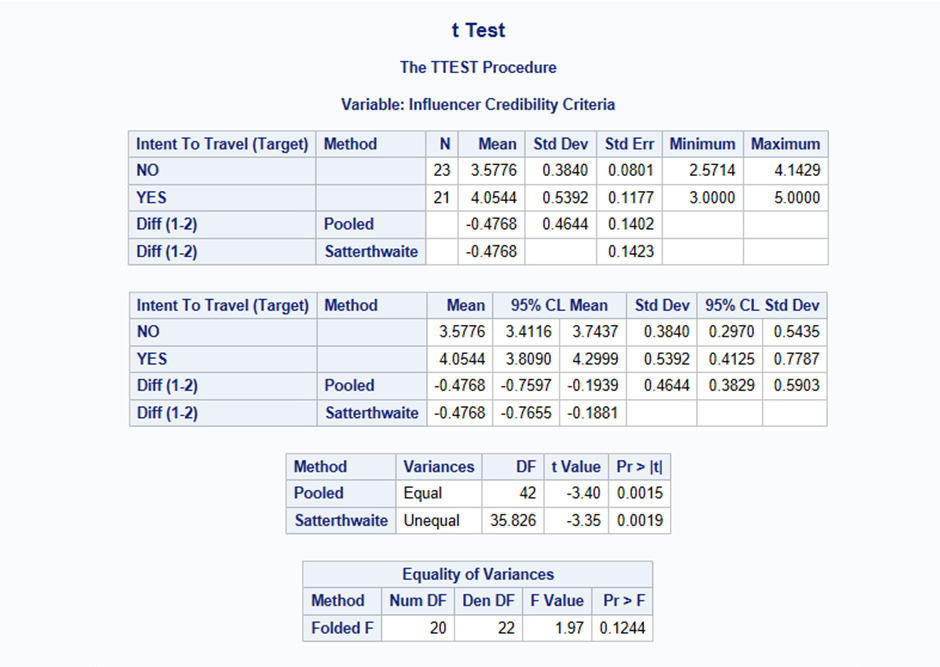 t Test
The TTEST Procedure
Variable: Influencer Credibility Criteria
Intent To Travel (Target) Method N Mean Std Dev Std Err Minimum Maximum
NO 23 3.5776 0.3840 0.0801 2.5714 4.1429
YES 21 4.0544 0.5392 0.1177 3.0000 5.0000
Diff (1-2) Pooled -0.4768 0.4644 0.1402
Diff (1-2) Satterthwaite -0.4768 0.1423
Intent To Travel (Target) Method Mean 95% CL Mean Std Dev 95% CL Std Dev
NO 3.5776 3.4116 3.7437 0.3840 0.2970 0.5435
YES 4.0544 3.8090 4.2999 0.5392 0.4125 0.7787
Diff (1-2) Pooled -0.4768 -0.7597 -0.1939 0.4644 0.3829 0.5903
Diff (1-2) Satterthwaite -0.4768 -0.7655 -0.1881
Method Variances DF t Value Pr > |t|
Pooled Equal 42 -3.40 0.0015
Satterthwaite Unequal 35.826 -3.35 0.0019
Equality of Variances
Method Num DF Den DF F Value Pr > F
Folded F 20 22 1.97 0.1244